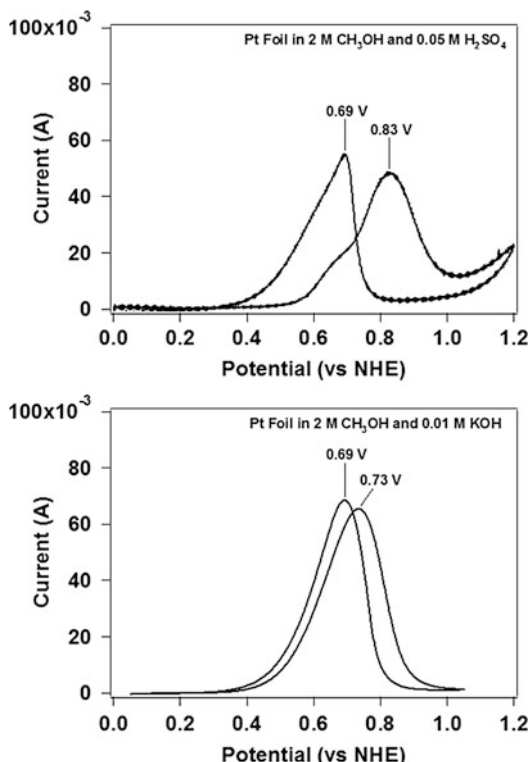 100x10⁻³
Pt Foil in 2 M CH₃OH and 0.05 M H₂SO₄
0.69 V
0.83 V
80
60
40
20
0
Current (A)
0.0 0.2 0.4 0.6 0.8 1.0 1.2
Potential (vs NHE)
100x10⁻³
Pt Foil in 2 M CH₃OH and 0.01 M KOH
0.69 V
0.73 V
80
60
40
20
0
Current (A)
0.0 0.2 0.4 0.6 0.8 1.0 1.2
Potential (vs NHE)